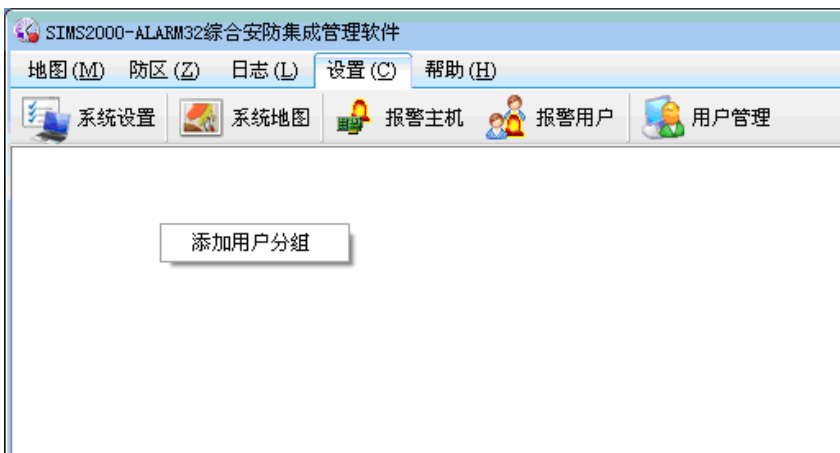 SIMS2000-ALARM32综合安防集成管理软件
地图(M) 防区(Z) 日志(L) 设置(C) 帮助(H)
系统设置 系统地图 报警主机 报警用户 用户管理
添加用户分组